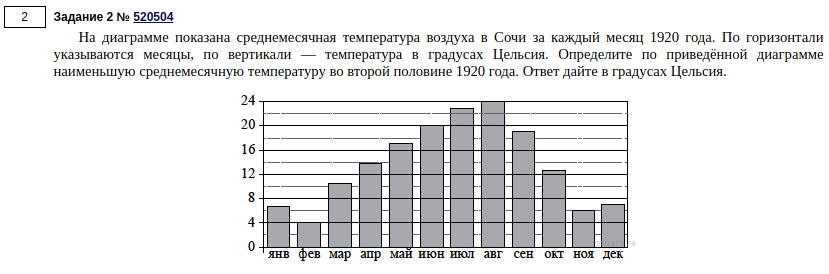 2
Задание 2 № 520504
На диаграмме показана среднемесячная температура воздуха в Сочи за каждый месяц 1920 года. По горизонтали
указываются месяцы, по вертикали — температура в градусах Цельсия. Определите по приведённой диаграмме
наименьшую среднемесячную температуру во второй половине 1920 года. Ответ дайте в градусах Цельсия.
24
20
16
12
8
4
0
янв фев мар апр май июн июл авг сен окт ноя дек